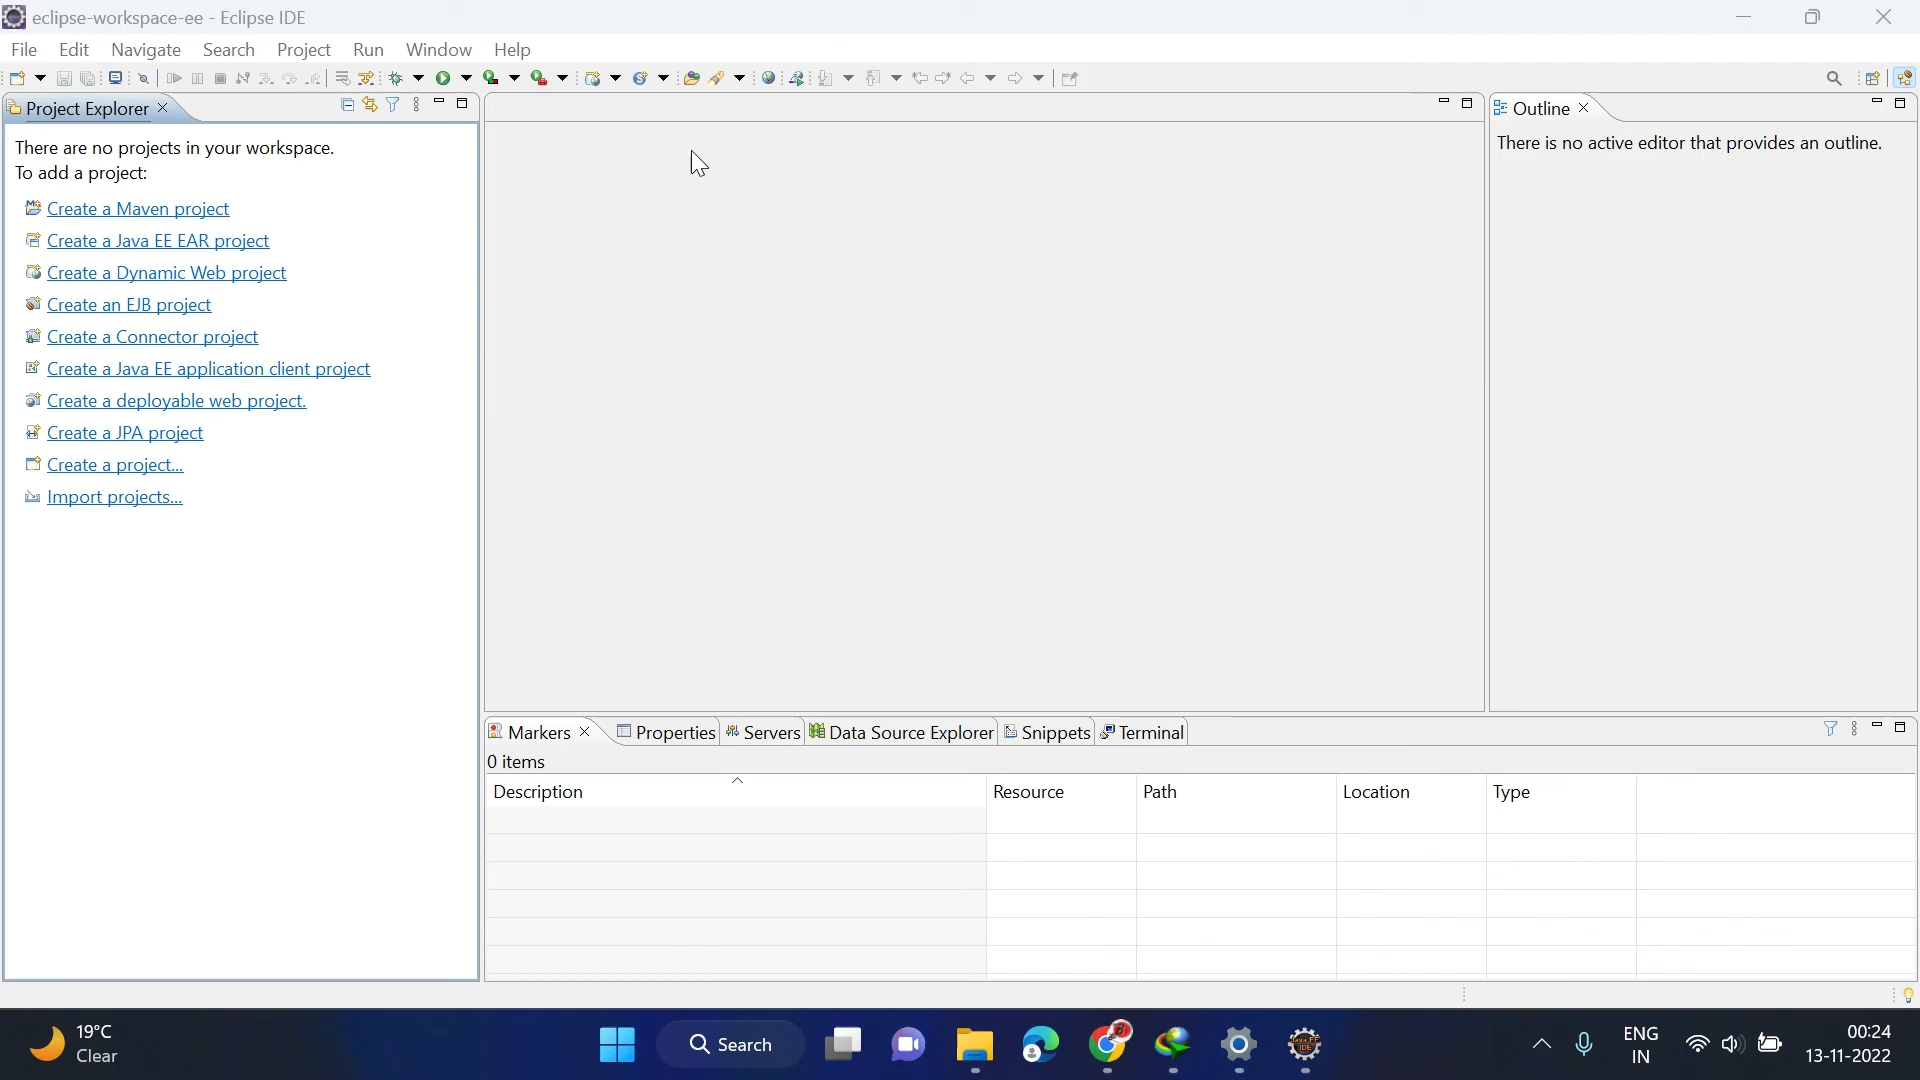 eclipse-workspace-ee - Eclipse IDE
File Edit Navigate Search Project Run Window Help
Project Explorer
There are no projects in your workspace.
To add a project:
Create a Maven project
Create a Java EE EAR project
Create a Dynamic Web project
Create an EJB project
Create a Connector project
Create a Java EE application client project
Create a deployable web project.
Create a JPA project
Create a project...
Import projects...
Outline
There is no active editor that provides an outline.
Markers Properties Servers Data Source Explorer Snippets Terminal
0 items
Description Resource Path Location Type
19°C
Clear
Search
ENG
IN
00:24
13-11-2022